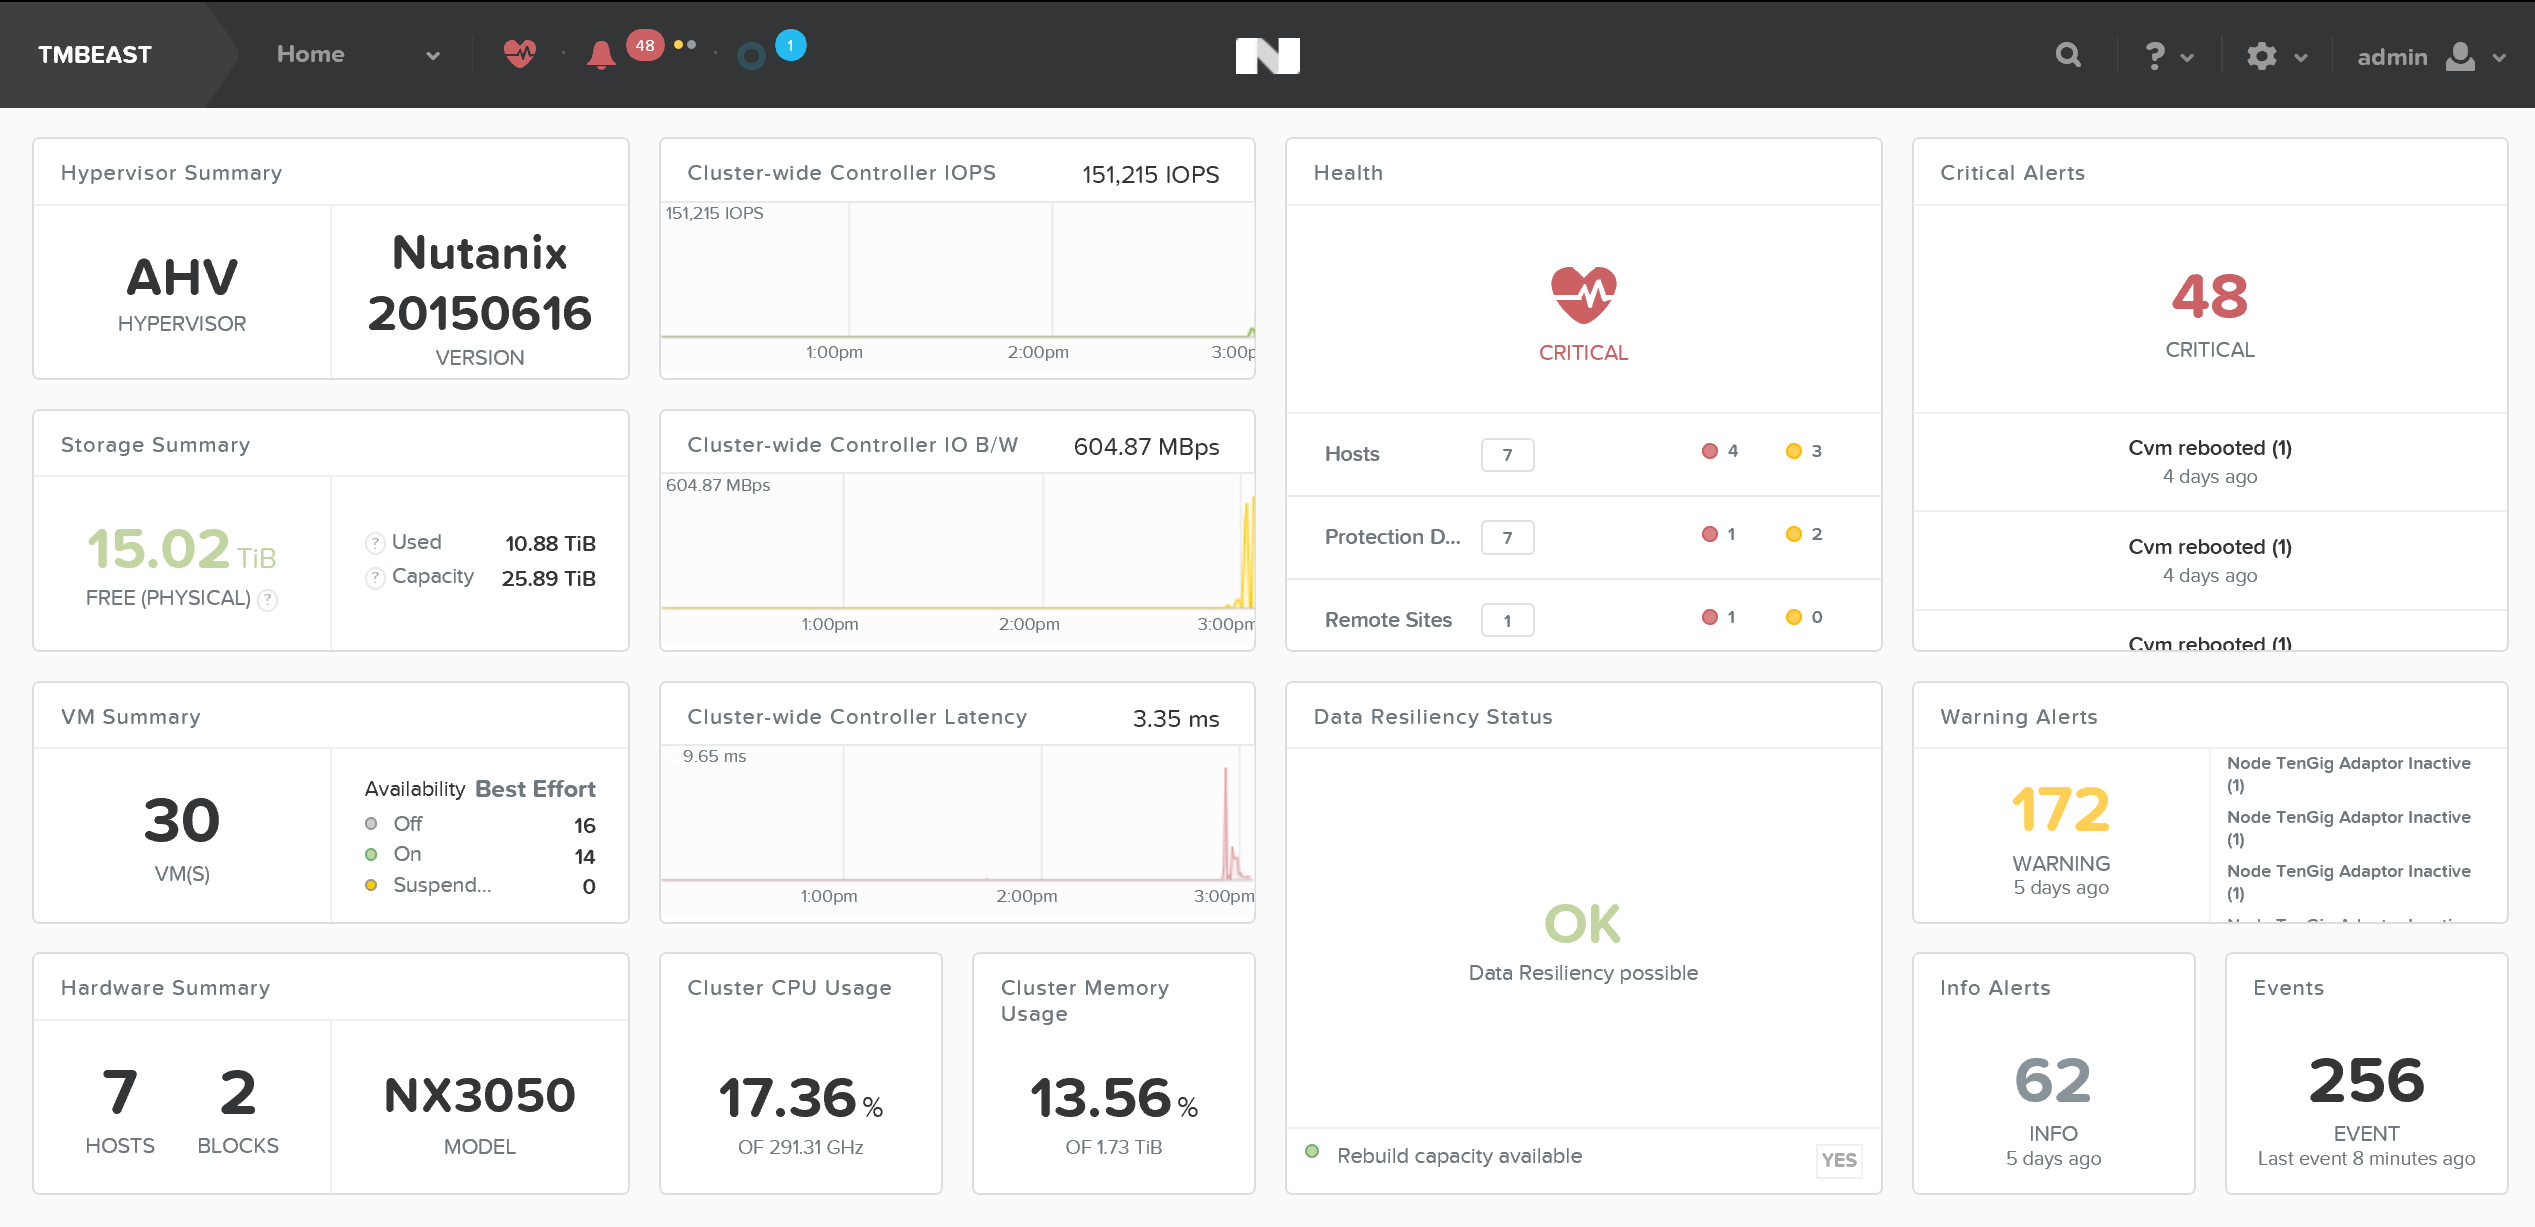 TMBEAST
Home
48
1
?
admin
Hypervisor Summary
AHV
HYPERVISOR
Nutanix
20150616
VERSION
Cluster-wide Controller IOPS
151,215 IOPS
151,215 IOPS
1:00pm
2:00pm
3:00p
Health
CRITICAL
Hosts
7
4
3
Protection D...
7
1
2
Remote Sites
1
1
0
Critical Alerts
48
CRITICAL
Cvm rebooted (1)
4 days ago
Cvm rebooted (1)
4 days ago
Cvm rebooted (1)
Storage Summary
15.02 TiB
FREE (PHYSICAL) ?
? Used 10.88 TiB
? Capacity 25.89 TiB
Cluster-wide Controller IO B/W
604.87 MBps
604.87 MBps
1:00pm
2:00pm
3:00pm
VM Summary
30
VM(S)
Availability Best Effort
Off 16
On 14
Suspend... 0
Cluster-wide Controller Latency
3.35 ms
9.65 ms
1:00pm
2:00pm
3:00pm
Data Resiliency Status
OK
Data Resiliency possible
Rebuild capacity available
YES
Warning Alerts
172
WARNING
5 days ago
Node TenGig Adaptor Inactive
(1)
Node TenGig Adaptor Inactive
(1)
Node TenGig Adaptor Inactive
(1)
Hardware Summary
7
HOSTS
2
BLOCKS
NX3050
MODEL
Cluster CPU Usage
17.36 %
OF 291.31 GHz
Cluster Memory
Usage
13.56 %
OF 1.73 TiB
Info Alerts
62
INFO
5 days ago
Events
256
EVENT
Last event 8 minutes ago